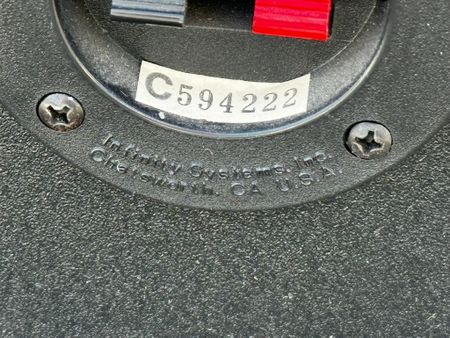 C594222
Infinity Systems, Inc.
Chatsworth, CA U.S.A.